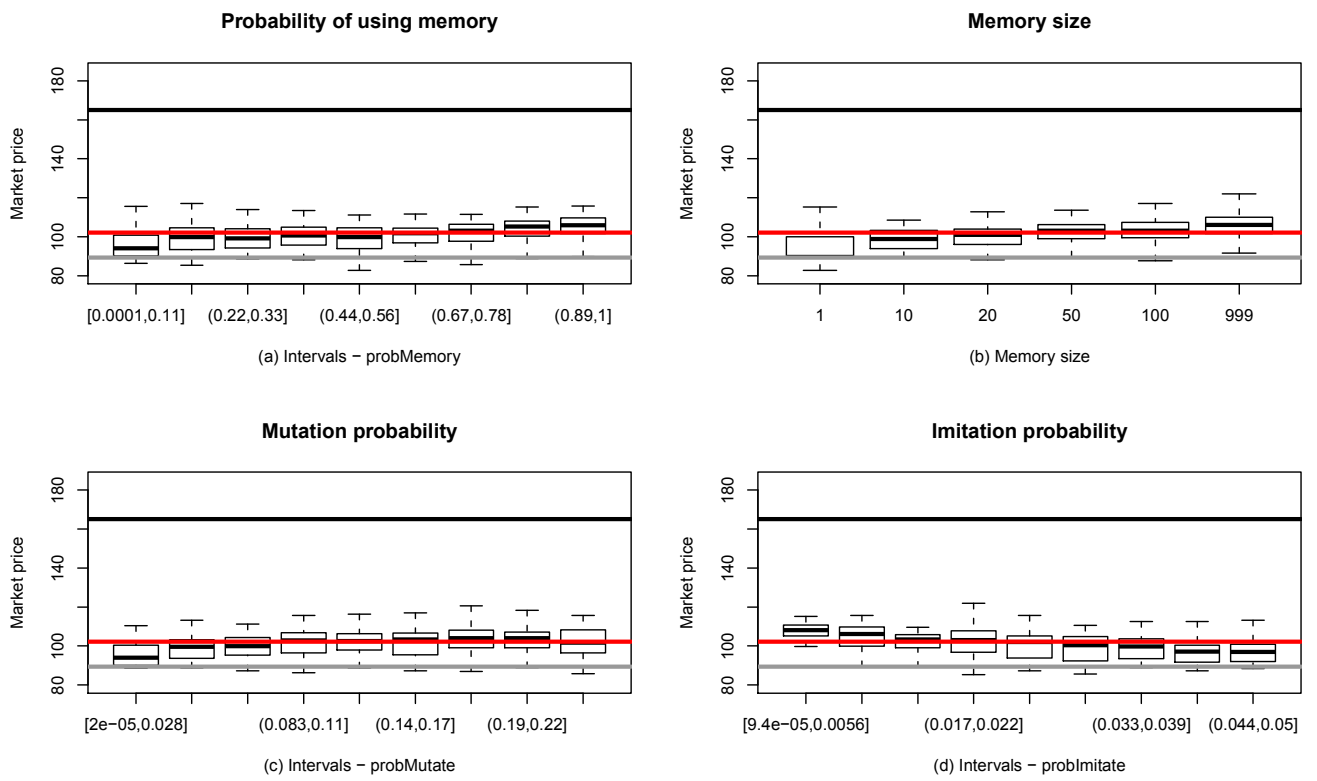 Probability of using memory
Market price
180
140
100
80
[0.0001,0.11] (0.22,0.33] (0.44,0.56] (0.67,0.78] (0.89,1]
(a) Intervals − probMemory
Memory size
Market price
180
140
100
80
1 10 20 50 100 999
(b) Memory size
Mutation probability
Market price
180
140
100
80
[2e−05,0.028] (0.083,0.11] (0.14,0.17] (0.19,0.22]
(c) Intervals − probMutate
Imitation probability
Market price
180
140
100
80
[9.4e−05,0.0056] (0.017,0.022] (0.033,0.039] (0.044,0.05]
(d) Intervals − probImitate